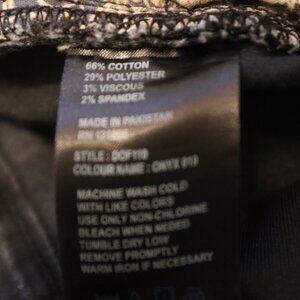 66% COTTON
29% POLYESTER
3% VISCOUS
2% SPANDEX
MADE IN PAKISTAN
RN
STYLE : DOF110
COLOUR NAME : ONYX 013
MACHINE WASH COLD
WITH LIKE COLORS
USE ONLY NON-CHLORINE
BLEACH WHEN NEEDED
TUMBLE DRY LOW
REMOVE PROMPTLY
WARM IRON IF NECESSARY